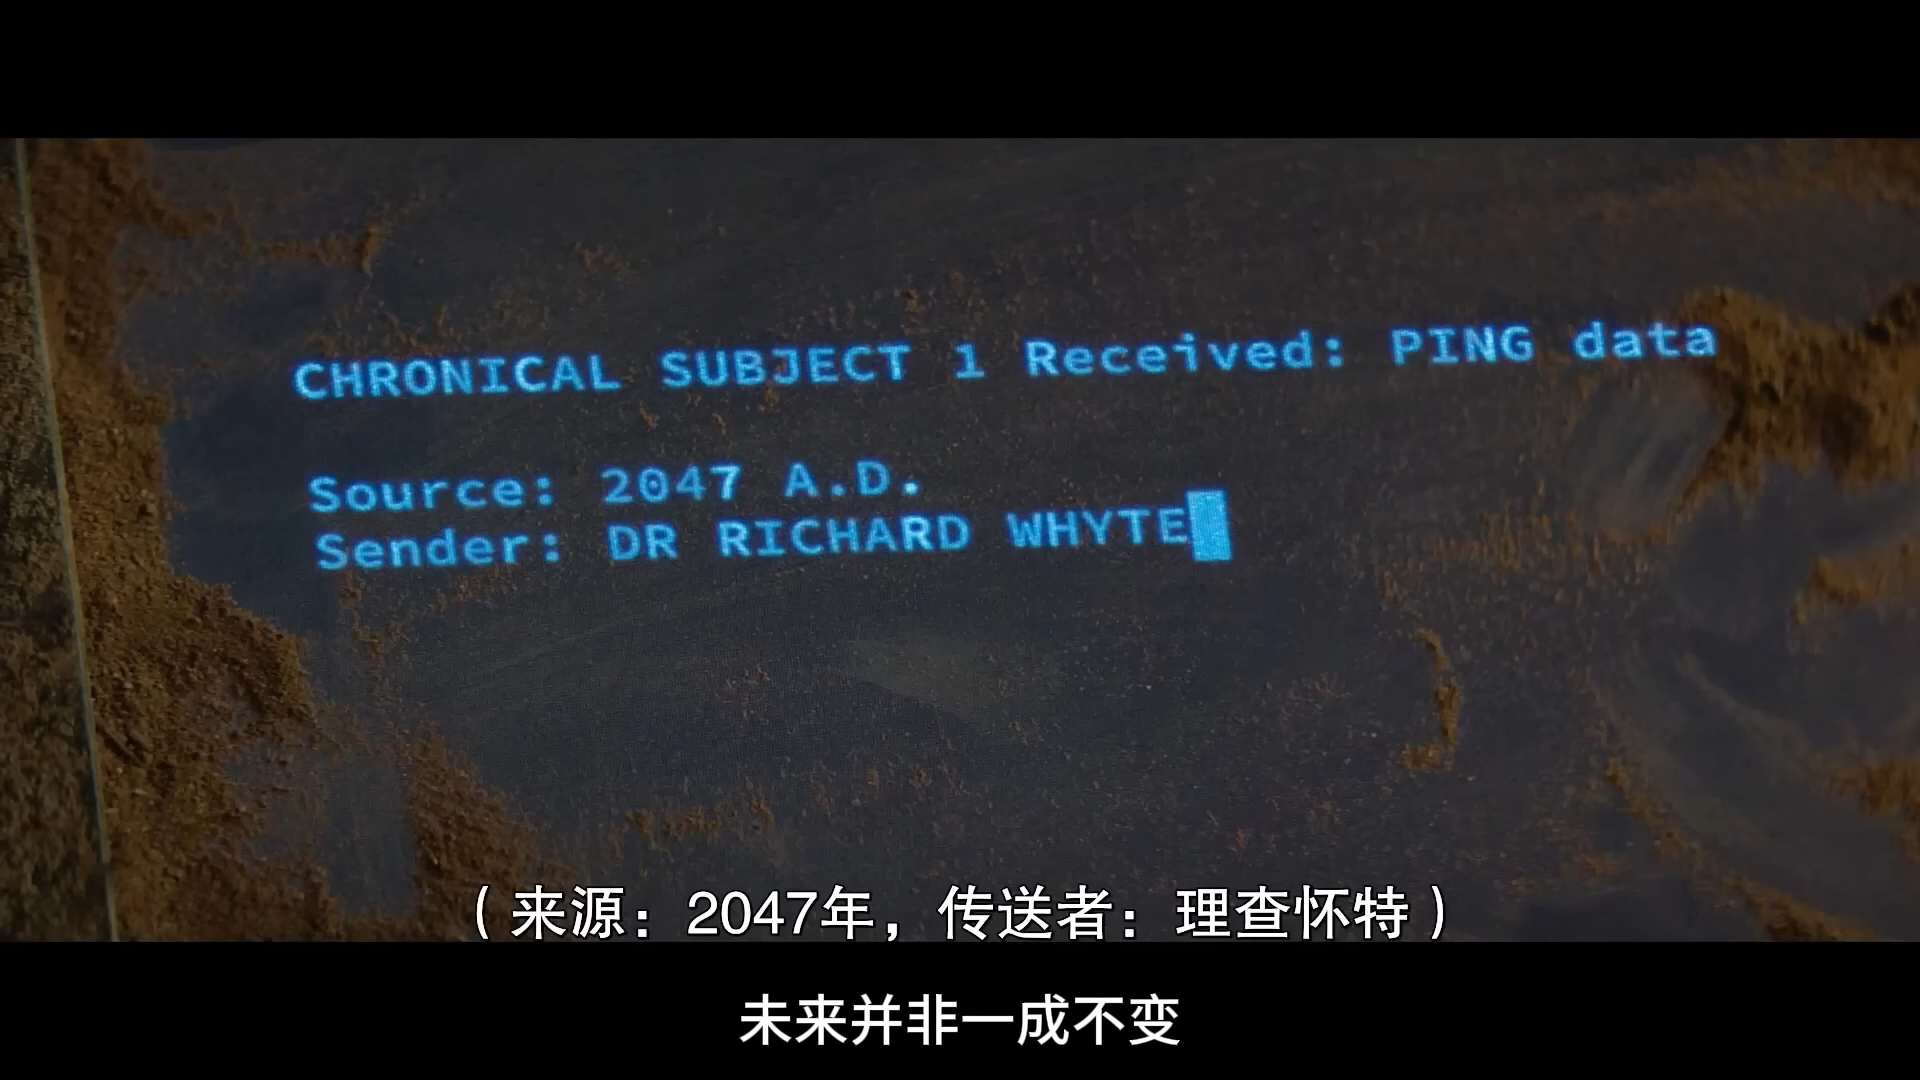 CHRONICAL SUBJECT 1 Received: PING data
Source: 2047 A.D.
Sender: DR RICHARD WHYTE
（来源：2047年，传送者：理查怀特）
未来并非一成不变